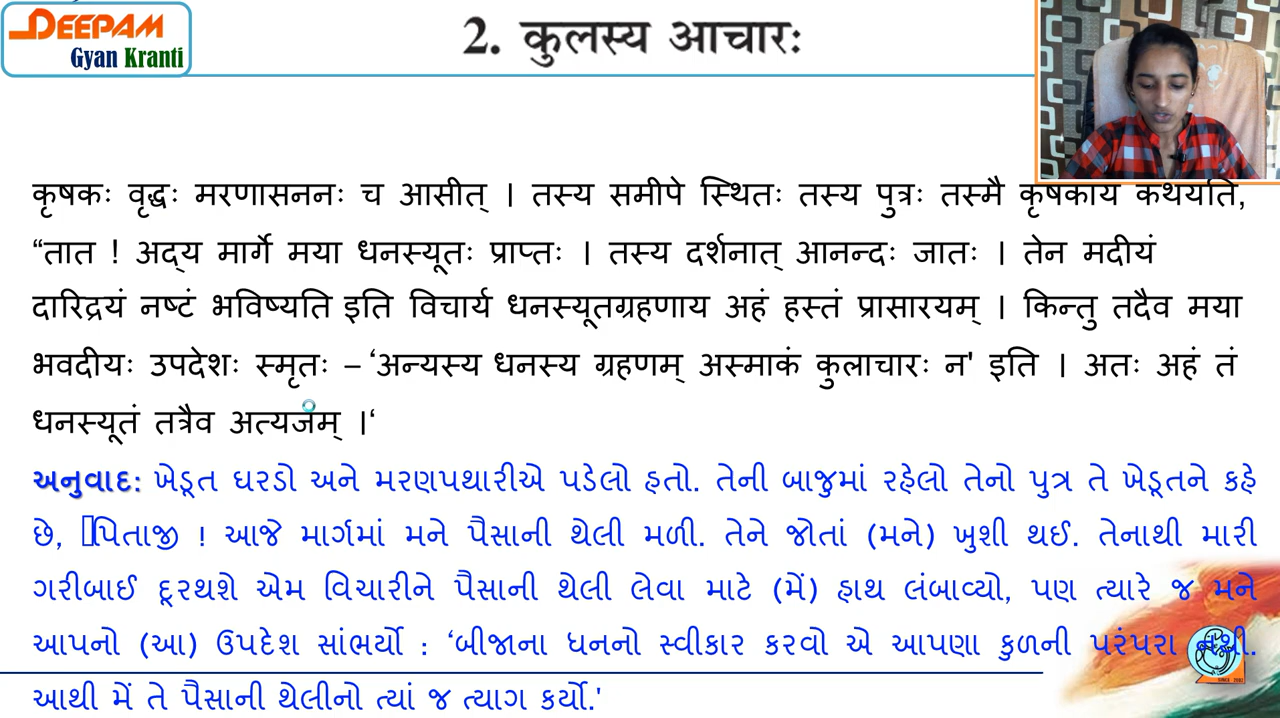 DEEPAM
Gyan Kranti
2. कुलस्य आचारः
कृषकः वृद्धः मरणासननः च आसीत् । तस्य समीपे स्थितः तस्य पुत्रः तस्मै कृषकाय कथयति,
“तात ! अद्य मार्गे मया धनस्यूतः प्राप्तः । तस्य दर्शनात् आनन्दः जातः । तेन मदीयं
दारिद्रयं नष्टं भविष्यति इति विचार्य धनस्यूतग्रहणाय अहं हस्तं प्रासारयम् । किन्तु तदैव मया
भवदीयः उपदेशः स्मृतः – ‘अन्यस्य धनस्य ग्रहणम् अस्माकं कुलाचारः न' इति । अतः अहं तं
धनस्यूतं तत्रैव अत्यजम् ।‘
અનુવાદ: ખેડૂત ઘરડો અને મરણપથારીએ પડેલો હતો. તેની બાજુમાં રહેલો તેનો પુત્ર તે ખેડૂતને કહે
છે, પિતાજી ! આજે માર્ગમાં મને પૈસાની થેલી મળી. તેને જોતાં (મને) ખુશી થઈ. તેનાથી મારી
ગરીબાઈ દૂરથશે એમ વિચારીને પૈસાની થેલી લેવા માટે (મેં) હાથ લંબાવ્યો, પણ ત્યારે જ મને
આપનો (આ) ઉપદેશ સાંભર્યો : ‘બીજાના ધનનો સ્વીકાર કરવો એ આપણા કુળની પરંપરા નથી.
આથી મેં તે પૈસાની થેલીનો ત્યાં જ ત્યાગ કર્યો.'